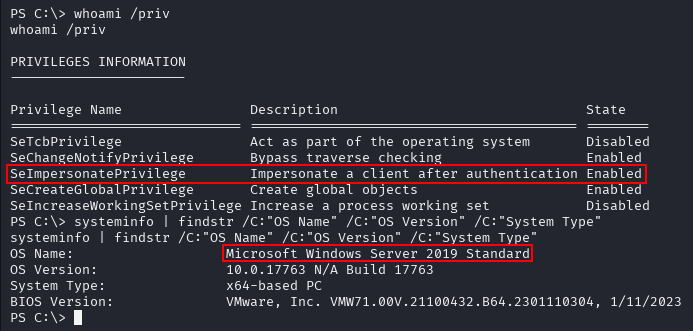 PS C:\> whoami /priv
whoami /priv
PRIVILEGES INFORMATION
----------------------
Privilege Name Description State
============================= ========================================= ========
SeTcbPrivilege Act as part of the operating system Disabled
SeChangeNotifyPrivilege Bypass traverse checking Enabled
SeImpersonatePrivilege Impersonate a client after authentication Enabled
SeCreateGlobalPrivilege Create global objects Enabled
SeIncreaseWorkingSetPrivilege Increase a process working set Disabled
PS C:\> systeminfo | findstr /C:"OS Name" /C:"OS Version" /C:"System Type"
systeminfo | findstr /C:"OS Name" /C:"OS Version" /C:"System Type"
OS Name: Microsoft Windows Server 2019 Standard
OS Version: 10.0.17763 N/A Build 17763
System Type: x64-based PC
BIOS Version: VMware, Inc. VMW71.00V.21100432.B64.2301110304, 1/11/2023
PS C:\>